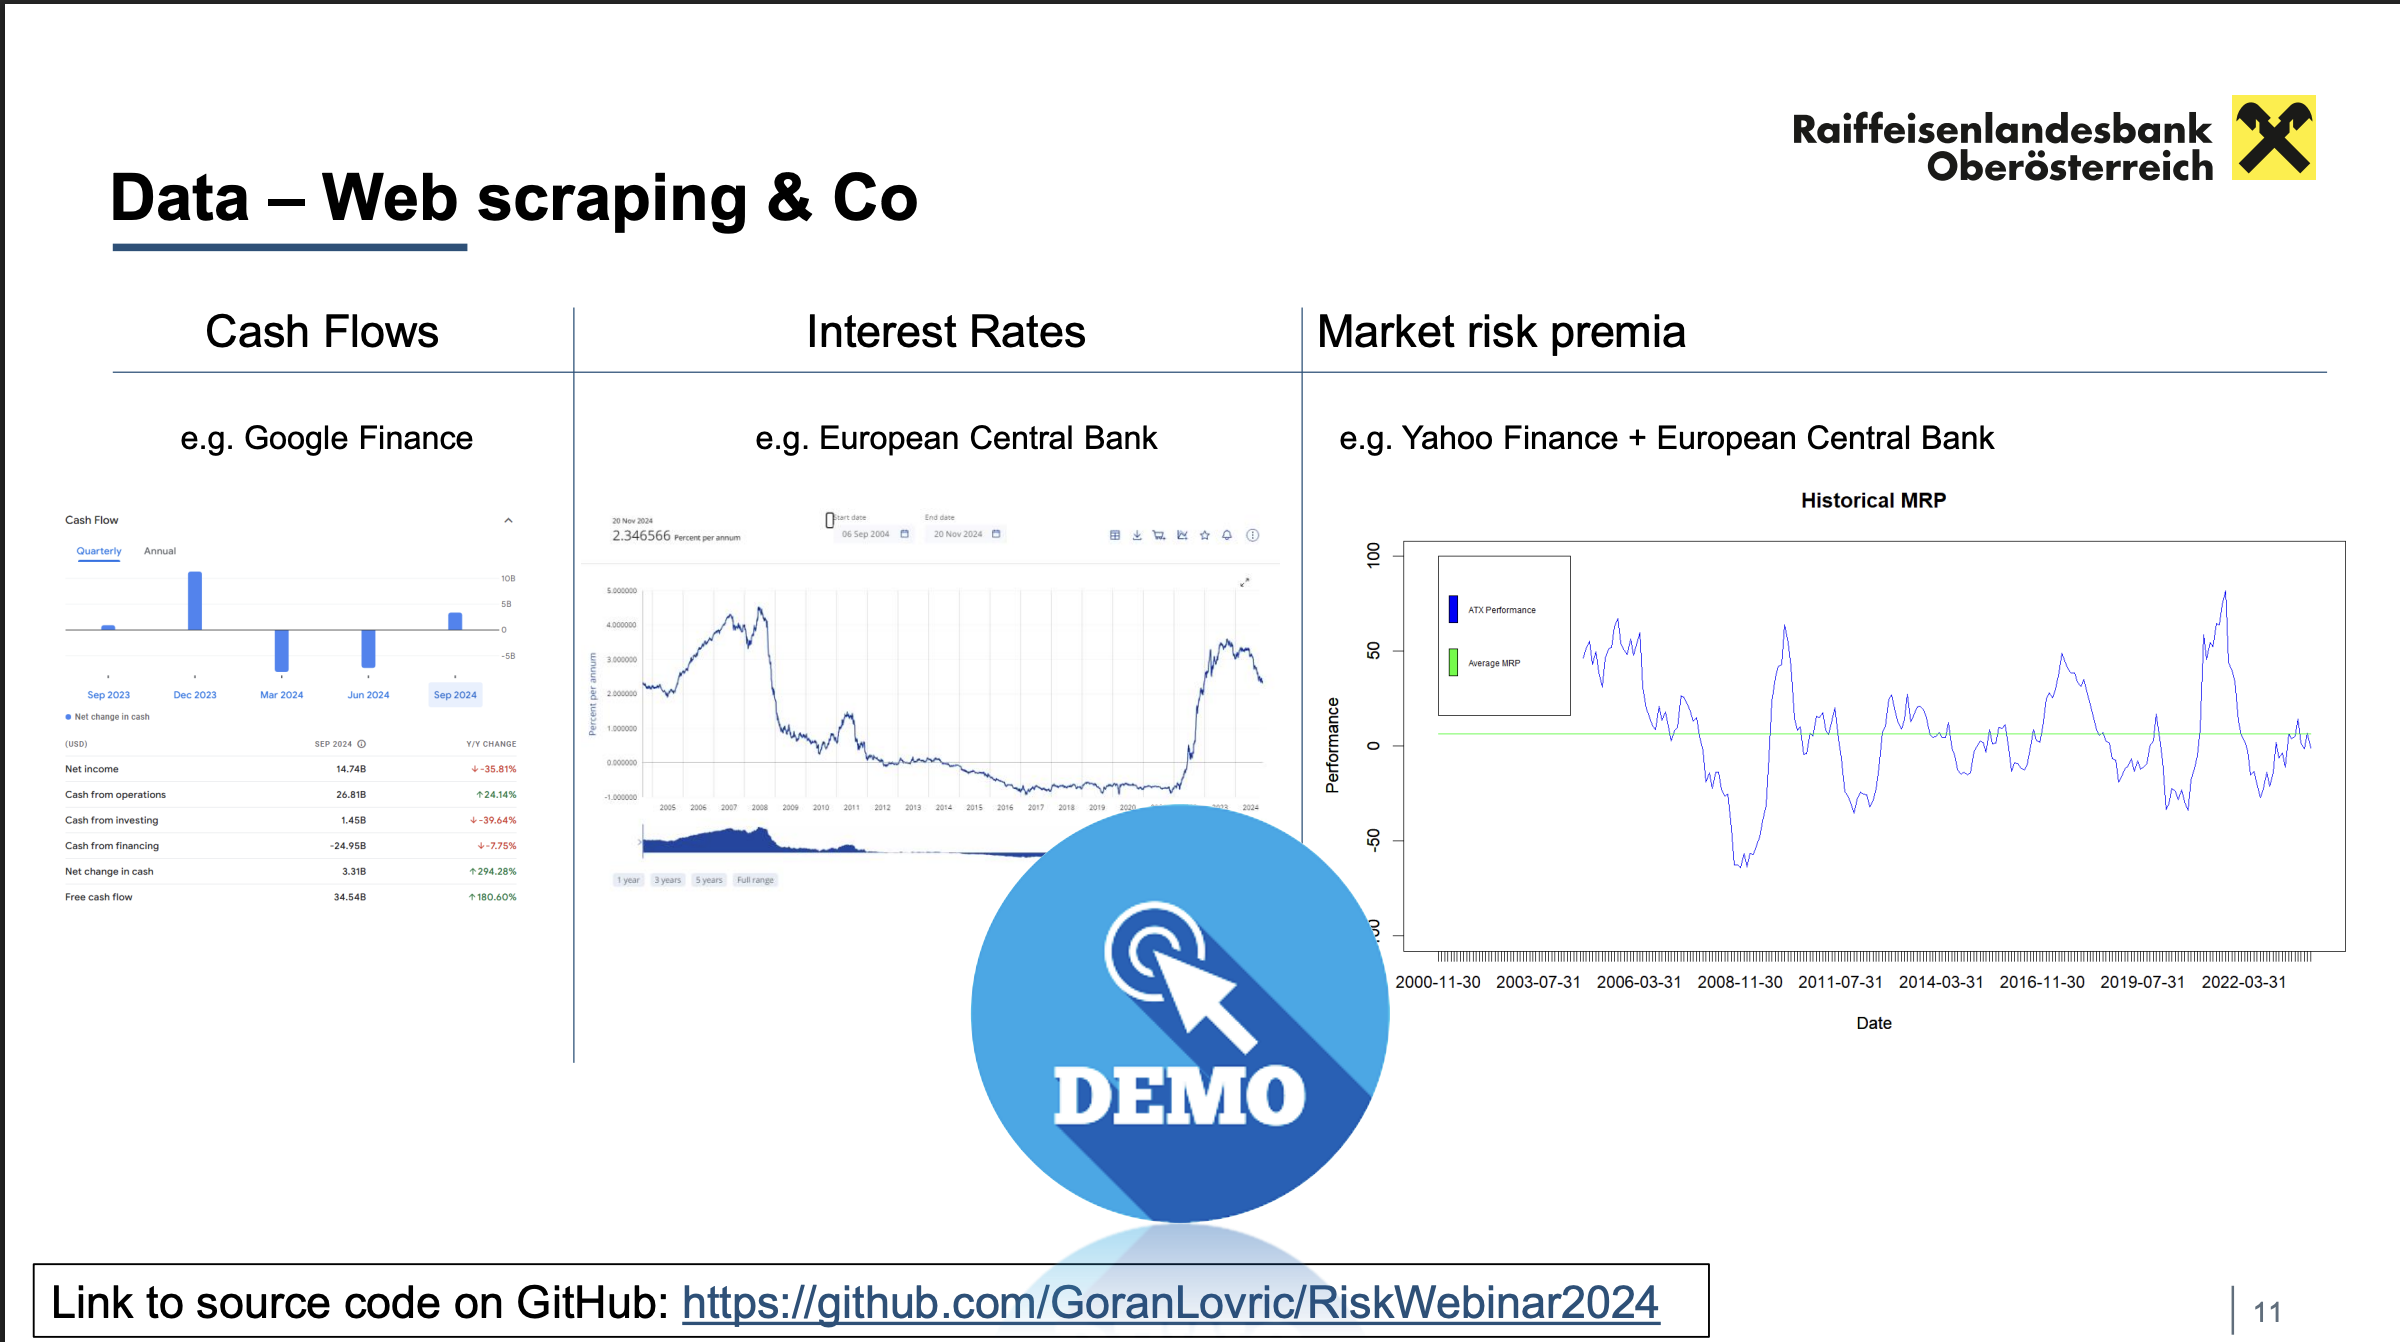 Raiffeisenlandesbank
Oberösterreich
Data – Web scraping & Co
Cash Flows
Interest Rates
Market risk premia
e.g. Google Finance
e.g. European Central Bank
e.g. Yahoo Finance + European Central Bank
Cash Flow
Quarterly Annual
10B
5B
0
-5B
Sep 2023 Dec 2023 Mar 2024 Jun 2024 Sep 2024
Net change in cash
(USD) SEP 2024 Y/Y CHANGE
Net income 14.74B -35.81%
Cash from operations 26.81B 24.14%
Cash from investing 1.45B -39.64%
Cash from financing -24.95B -7.75%
Net change in cash 3.31B 294.28%
Free cash flow 34.54B 180.60%
20 Nov 2024
2.346566 Percent per annum
Start date End date
06 Sep 2004 20 Nov 2024
Percent per annum
5.000000
4.000000
3.000000
2.000000
1.000000
0.000000
-1.000000
2005 2006 2007 2008 2009 2010 2011 2012 2013 2014 2015 2016 2017 2018 2019 2020 2023 2024
1 year 3 years 5 years Full range
Historical MRP
ATX Performance
Average MRP
Performance
100
50
0
-50
2000-11-30 2003-07-31 2006-03-31 2008-11-30 2011-07-31 2014-03-31 2016-11-30 2019-07-31 2022-03-31
Date
DEMO
Link to source code on GitHub: https://github.com/GoranLovric/RiskWebinar2024
11